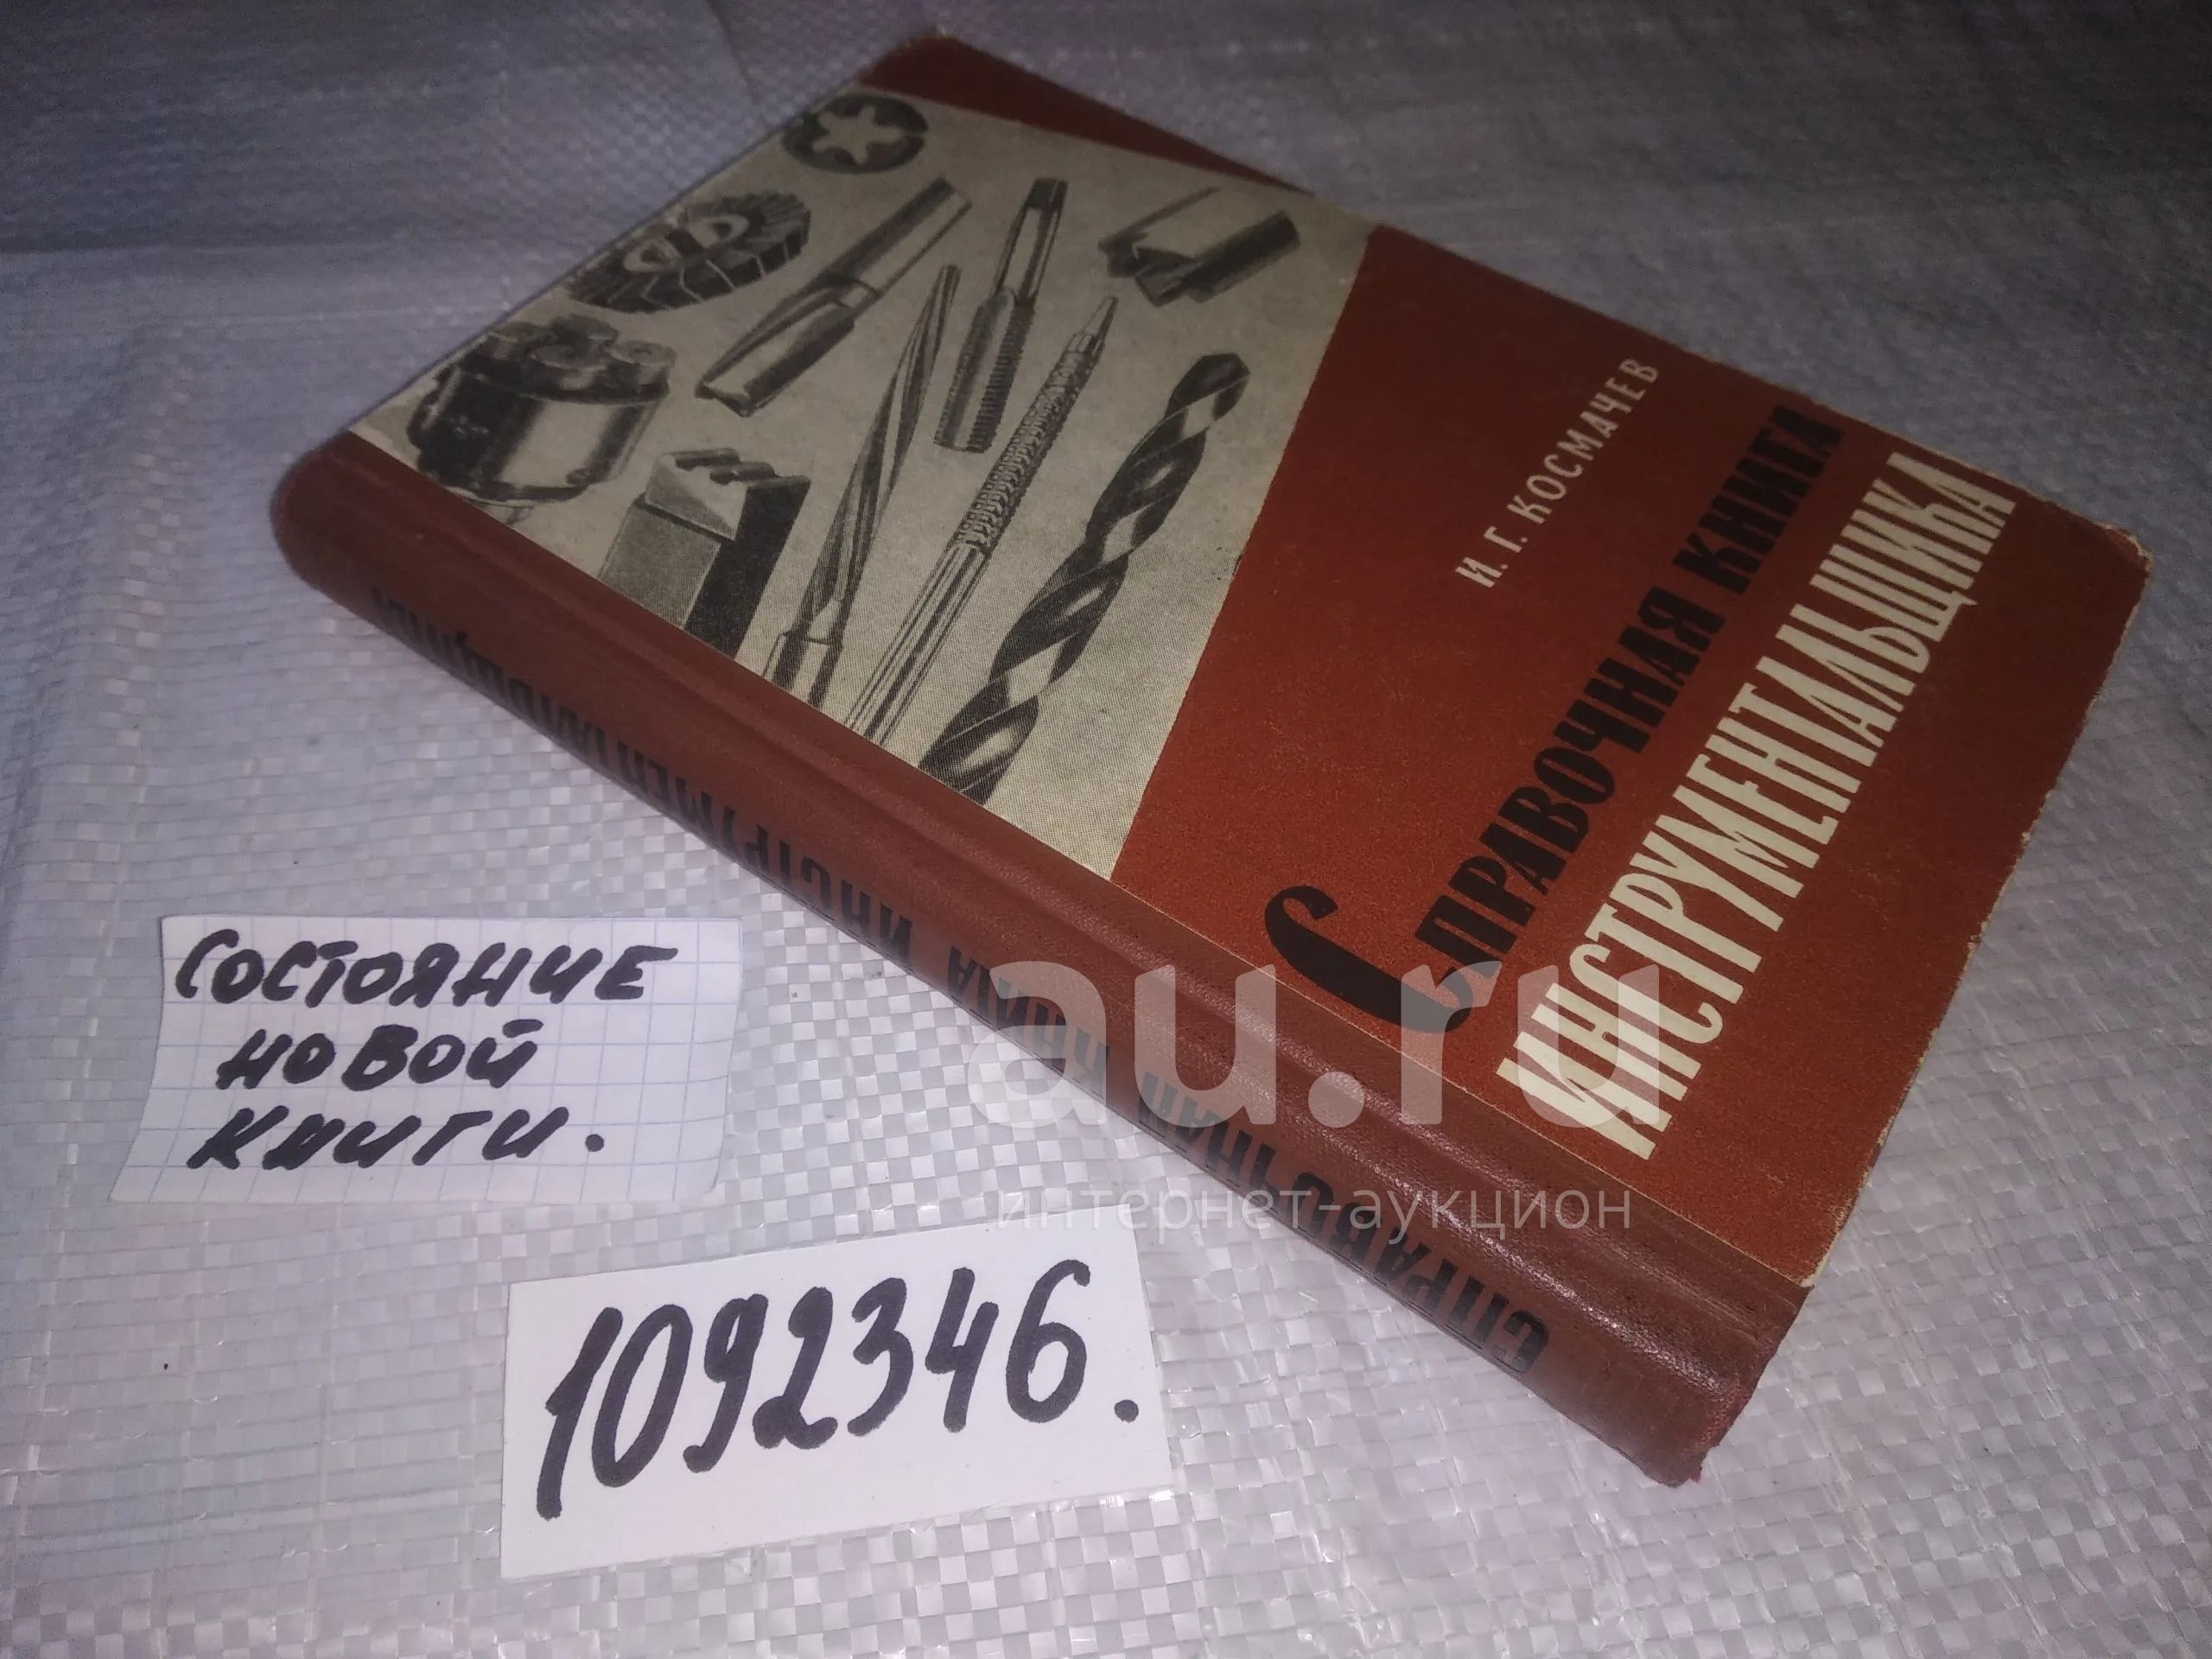 И. Г. КОСМАЧЕВ
СПРАВОЧНАЯ КНИГА
ИНСТРУМЕНТАЛЬЩИКА
СПРАВОЧНАЯ КНИГА ИНСТРУМЕНТАЛЬЩИКА
СОСТОЯНИЕ
НОВОЙ
КНИГИ.
1092346.
au.ru
интернет-аукцион